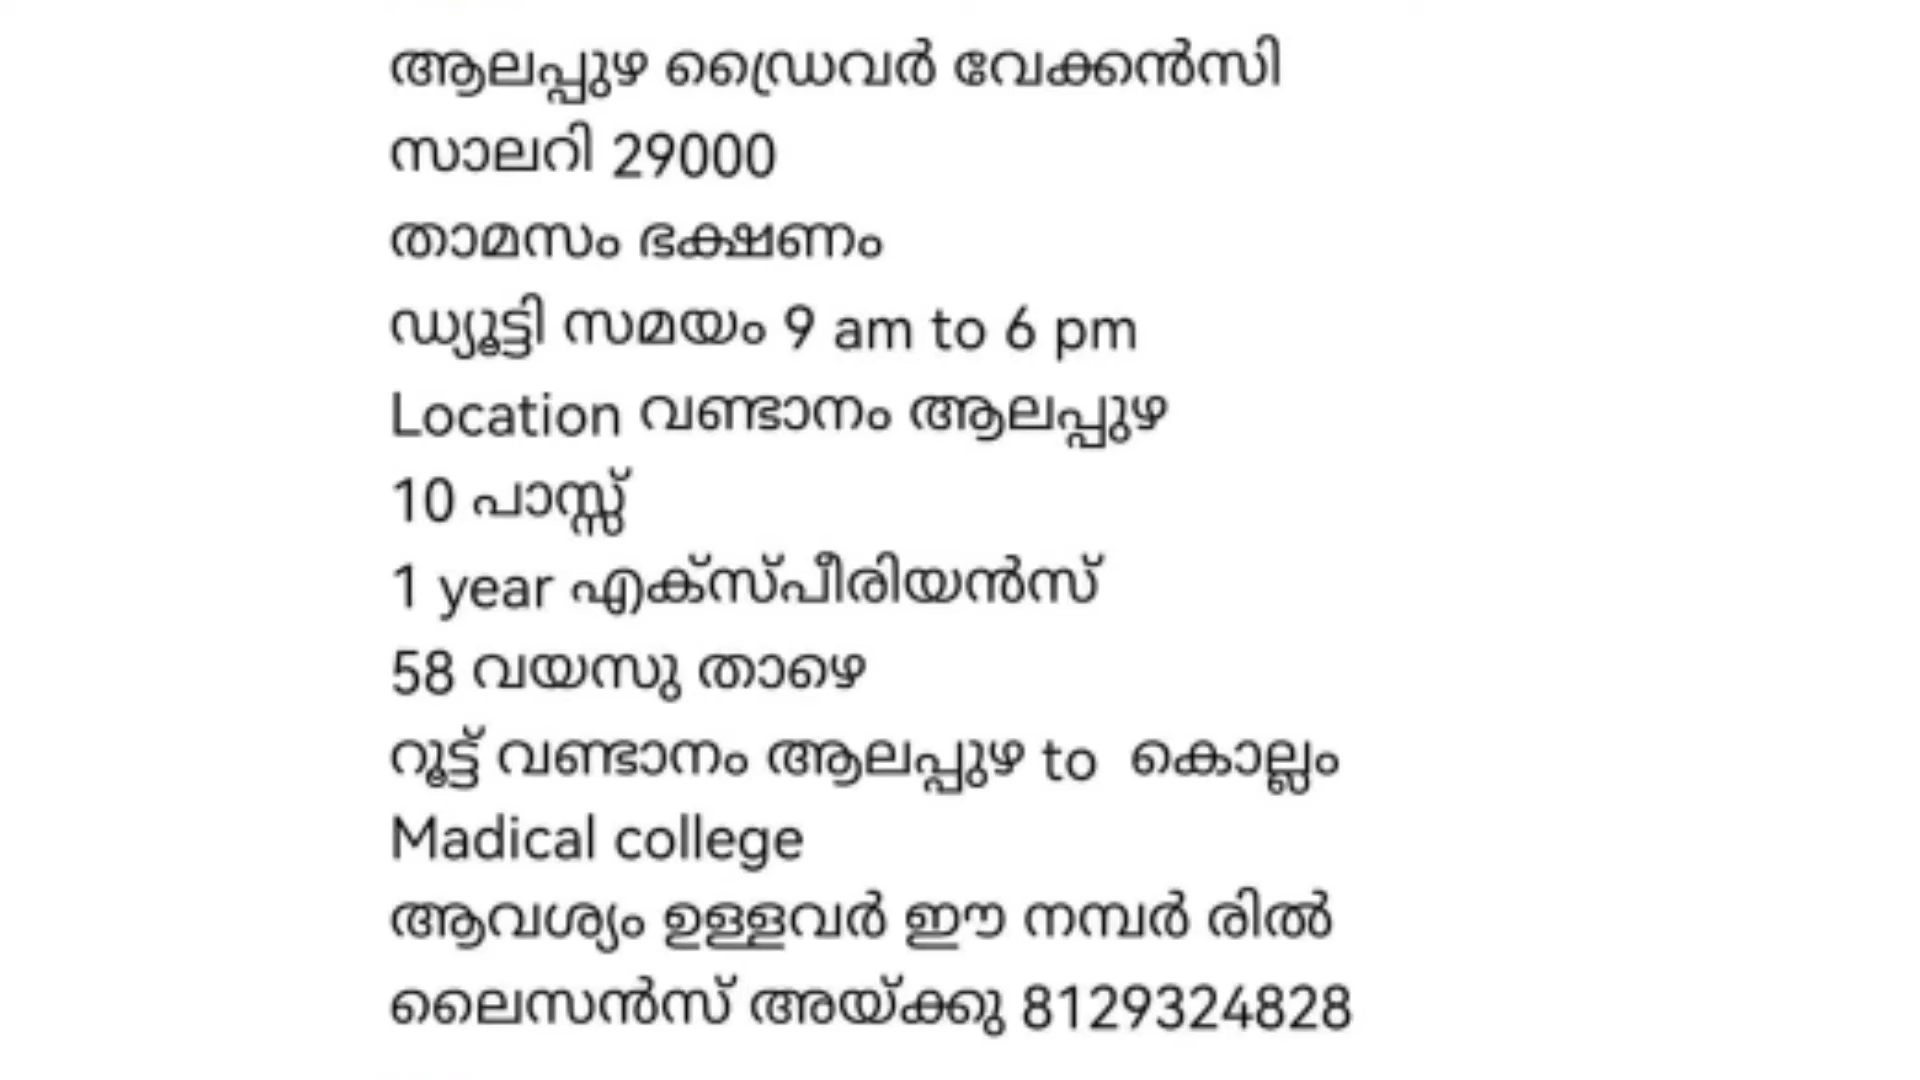 ആലപ്പുഴ ഡ്രൈവർ വേക്കൻസി
സാലറി 29000
താമസം ഭക്ഷണം
ഡ്യൂട്ടി സമയം 9 am to 6 pm
Location വണ്ടാനം ആലപ്പുഴ
10 പാസ്സ്
1 year എക്സ്പീരിയൻസ്
58 വയസു താഴെ
റൂട്ട് വണ്ടാനം ആലപ്പുഴ to കൊല്ലം
Madical college
ആവശ്യം ഉള്ളവർ ഈ നമ്പർ രിൽ
ലൈസൻസ് അയ്ക്കു 8129324828